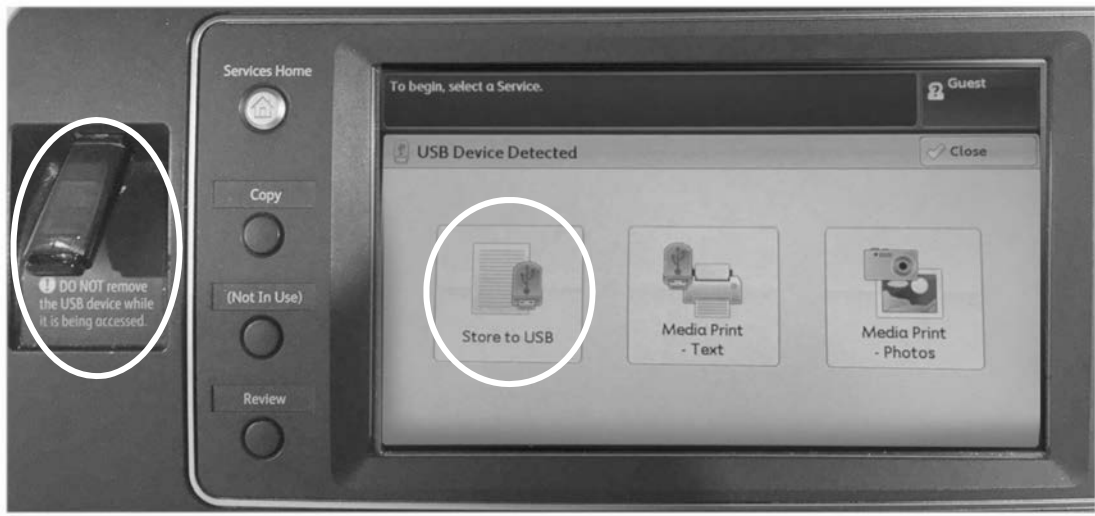 Services Home
To begin, select a Service.
Guest
USB Device Detected
Close
Copy
(Not In Use)
Review
DO NOT remove
the USB device while
it is being accessed.
Store to USB
Media Print
- Text
Media Print
- Photos